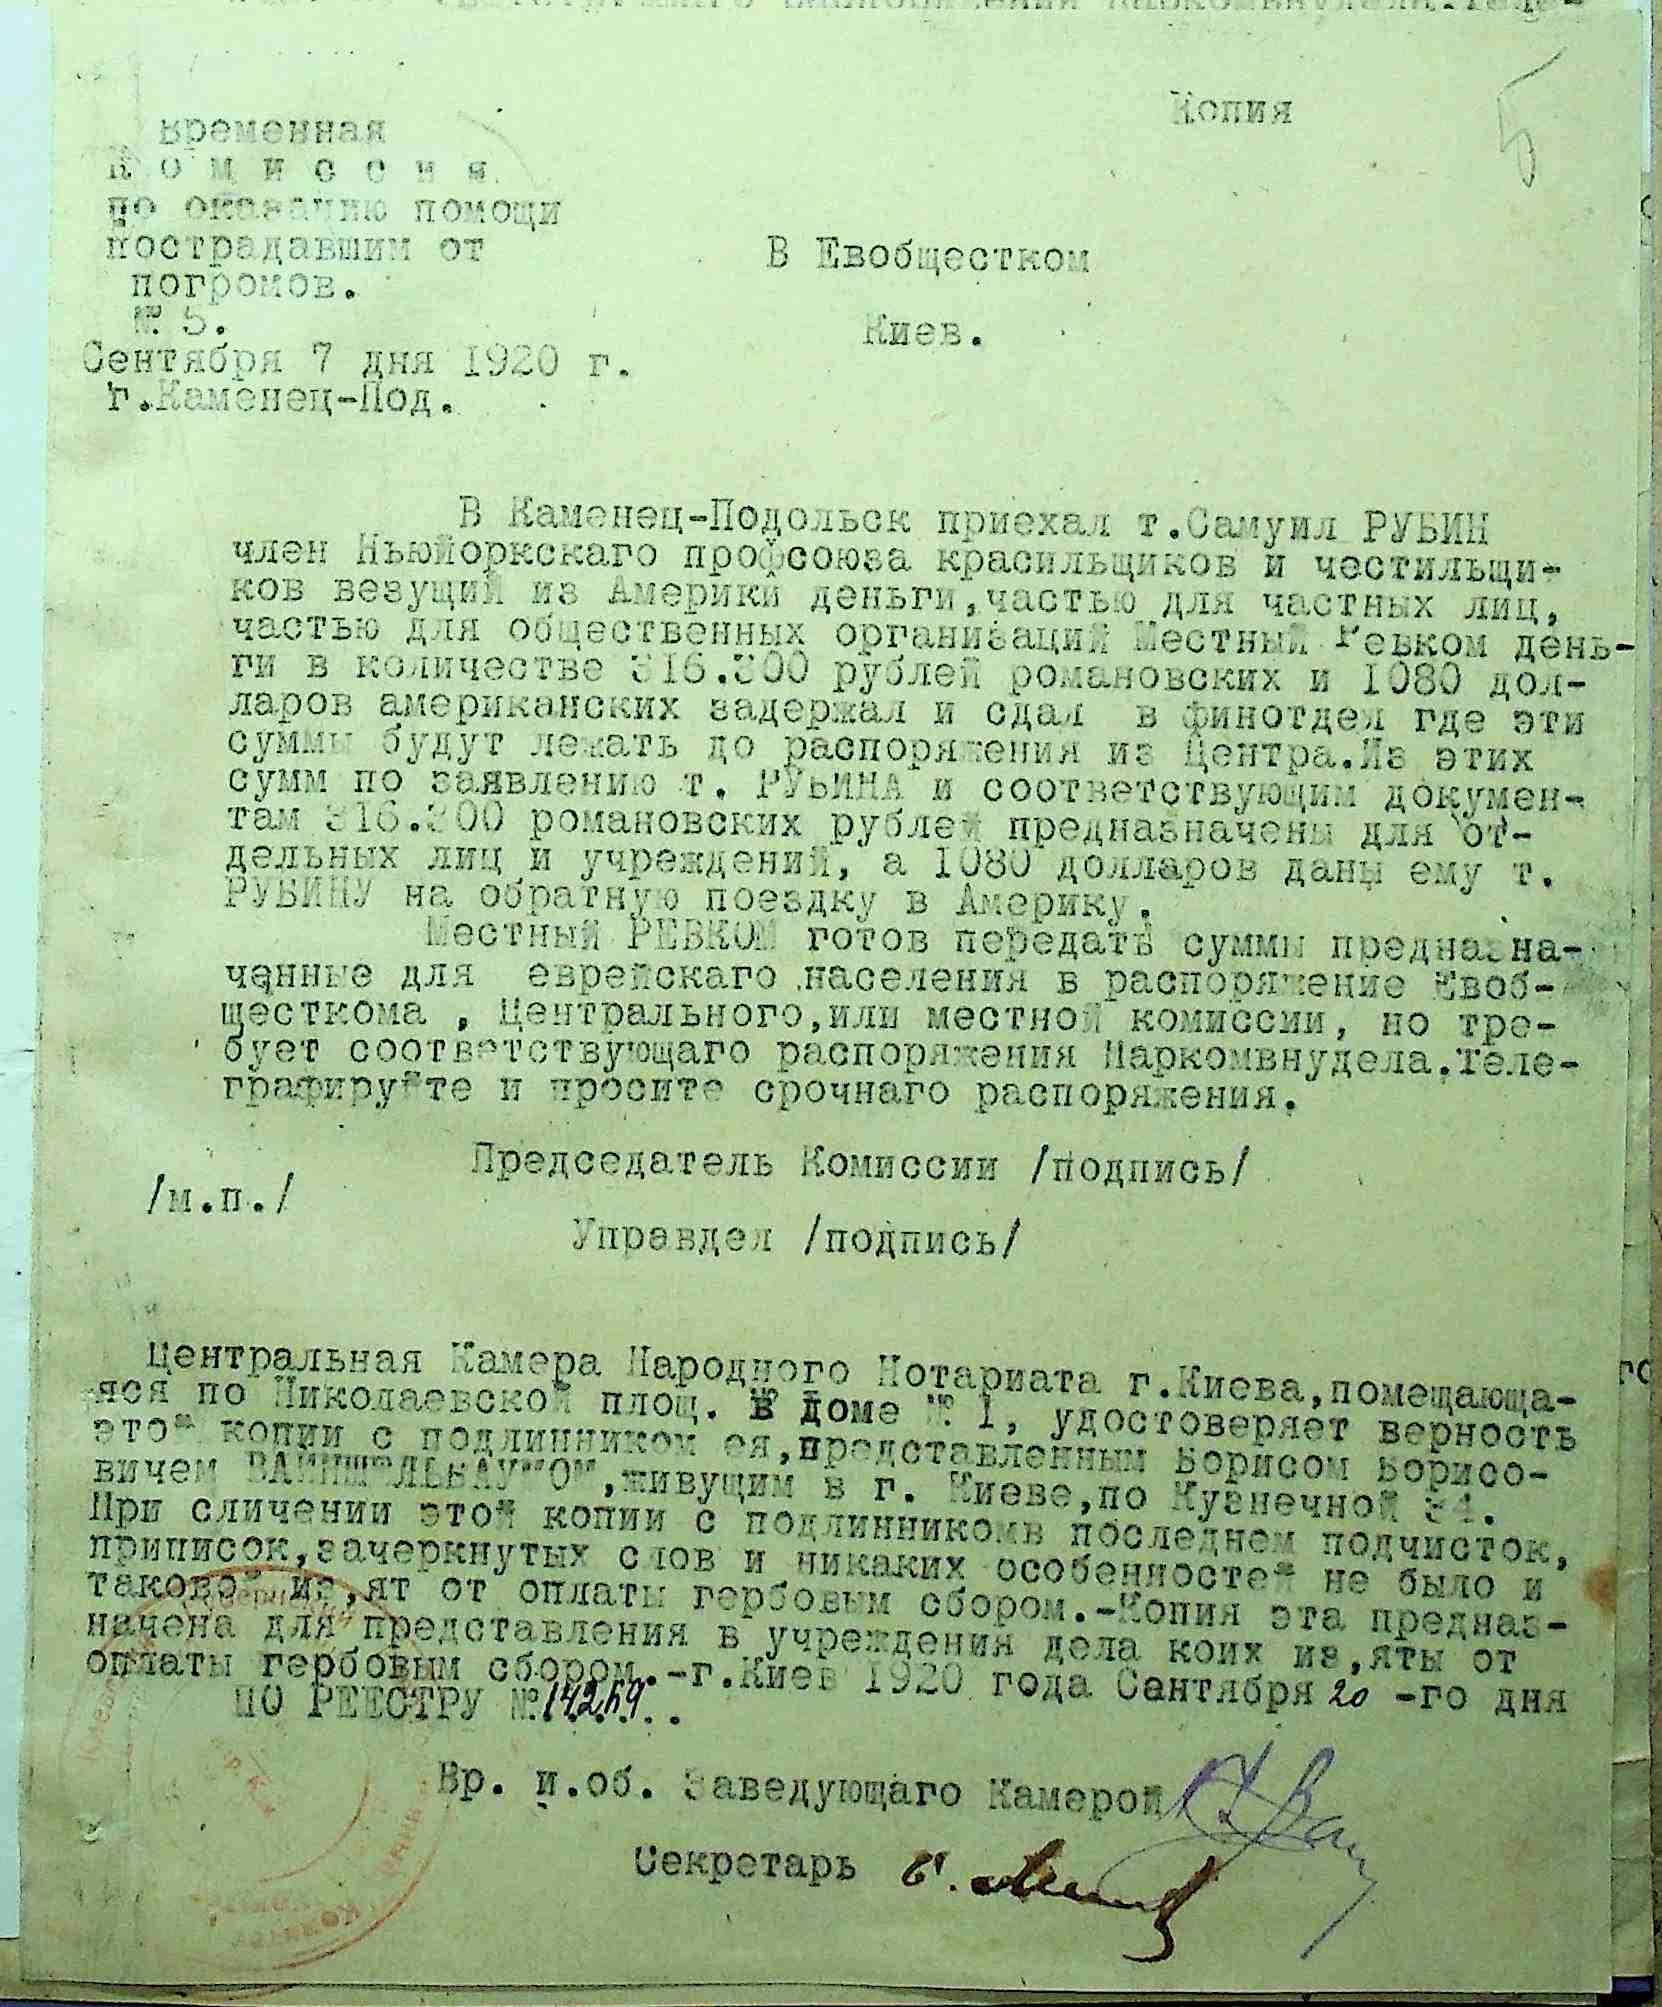 Копия
5
Временная
К о м и с с и я
по оказанию помощи
пострадавшим от
погромов.
№ 5.
Сентября 7 дня 1920 г.
г.Каменец-Под.
В Евобщестком
Киев.
В Каменец-Подольск приехал т.Самуил РУБИН
член Ньюйоркскаго профсоюза красильщиков и честильщи-
ков везущий из Америки деньги,частью для частных лиц,
частью для общественных организаций Местный Ревком день-
ги в количестве 316.300 рублей романовских и 1080 дол-
ларов американских задержал и сдал в финотдел где эти
суммы будут лежать до распоряжения из Центра.Из этих
сумм по заявлению т. РУБИНА и соответствующим докумен-
там 316.300 романовских рублей предназначены для от-
дельных лиц и учреждений, а 1080 долларов даны ему т.
РУБИНУ на обратную поездку в Америку.
Местный РЕВКОМ готов передать суммы предназна-
ченные для еврейскаго населения в распоряжение Евоб-
щесткома , Центрального,или местной комиссии, но тре-
бует соответствующаго распоряжения Наркомвнудела.Теле-
графируйте и просите срочнаго распоряжения.
Председатель Комиссии /подпись/
/м.п./
Управдел /подпись/
Центральная Камера Народного Нотариата г.Киева,помещающа-
яся по Николаевской площ. в доме № 1, удостоверяет верность
этой копии с подлинником ея,представленным Борисом Борисо-
вичем ,живущим в г. Киеве,по Кузнечной 34.
При сличении этой копии с подлинникомв последнем подчисток,
приписок,зачеркнутых слов и никаких особенностей не было и
таковой из,ят от оплаты гербовым сбором.-Копия эта предназ-
начена для представления в учреждения дела коих из,яты от
оплаты гербовым сбором.-г.Киев 1920 года Сантября 20 -го дня
ПО РЕЕСТРУ №
Вр. и.об. Заведующаго Камерой
Секретарь